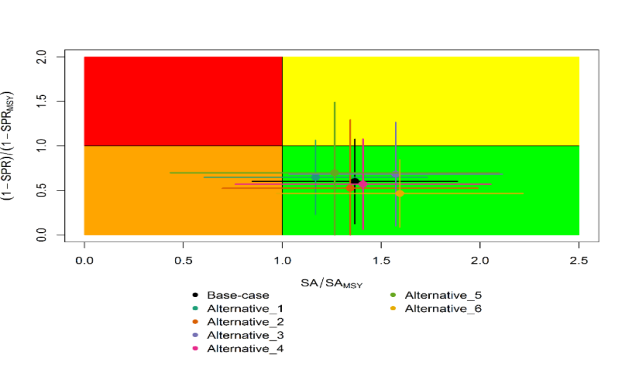 2.0
1.5
1.0
0.5
0.0
(1−SPR)/(1−SPRMSY)
0.0 0.5 1.0 1.5 2.0 2.5
SA/SAMSY
Base-case
Alternative_1
Alternative_2
Alternative_3
Alternative_4
Alternative_5
Alternative_6